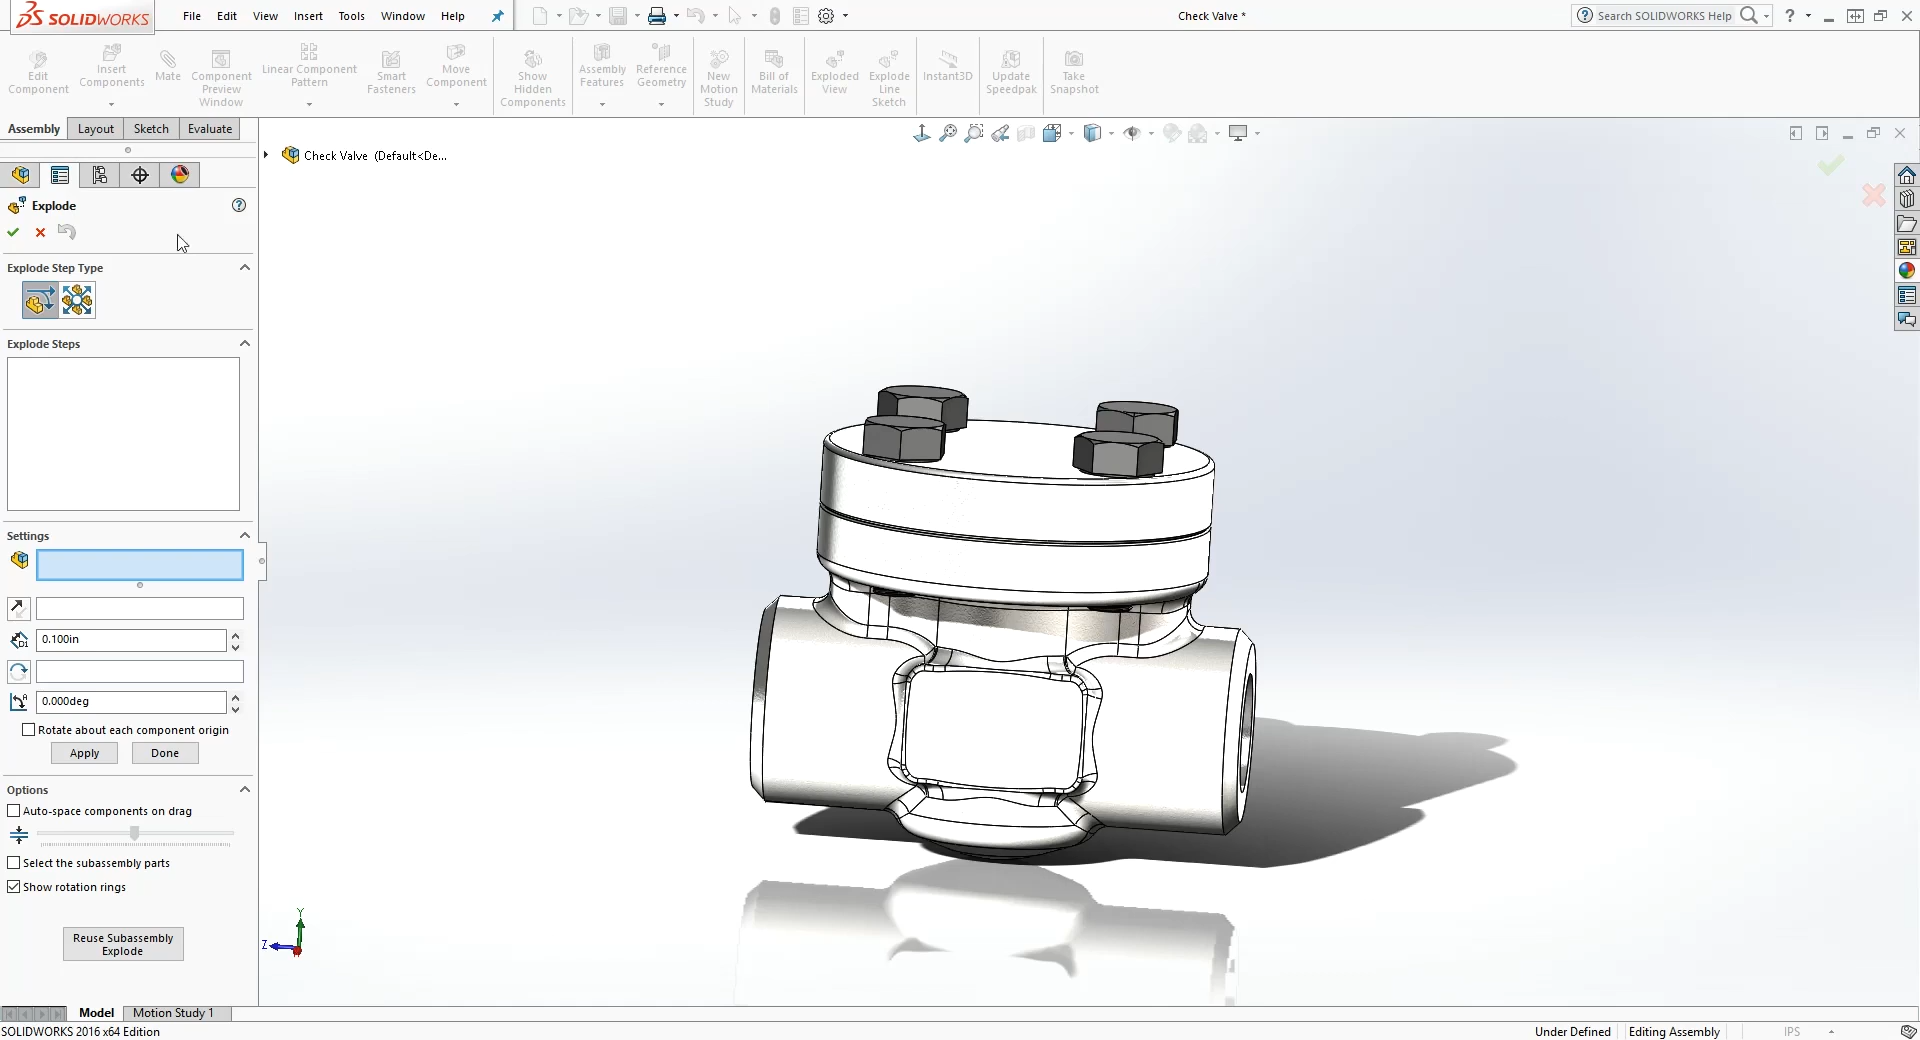 SOLIDWORKS
File Edit View Insert Tools Window Help
Check Valve *
Search SOLIDWORKS Help
Edit Component
Insert Components
Mate
Component Preview Window
Linear Component Pattern
Smart Fasteners
Move Component
Show Hidden Components
Assembly Features
Reference Geometry
New Motion Study
Bill of Materials
Exploded View
Explode Line Sketch
Instant3D
Update Speedpak
Take Snapshot
Assembly Layout Sketch Evaluate
Check Valve (Default<De...
Explode
Explode Step Type
Explode Steps
Settings
D1
0.100in
0.000deg
Rotate about each component origin
Apply Done
Options
Auto-space components on drag
Select the subassembly parts
Show rotation rings
Reuse Subassembly
Explode
Y
Z
Model Motion Study 1
SOLIDWORKS 2016 x64 Edition
Under Defined Editing Assembly IPS